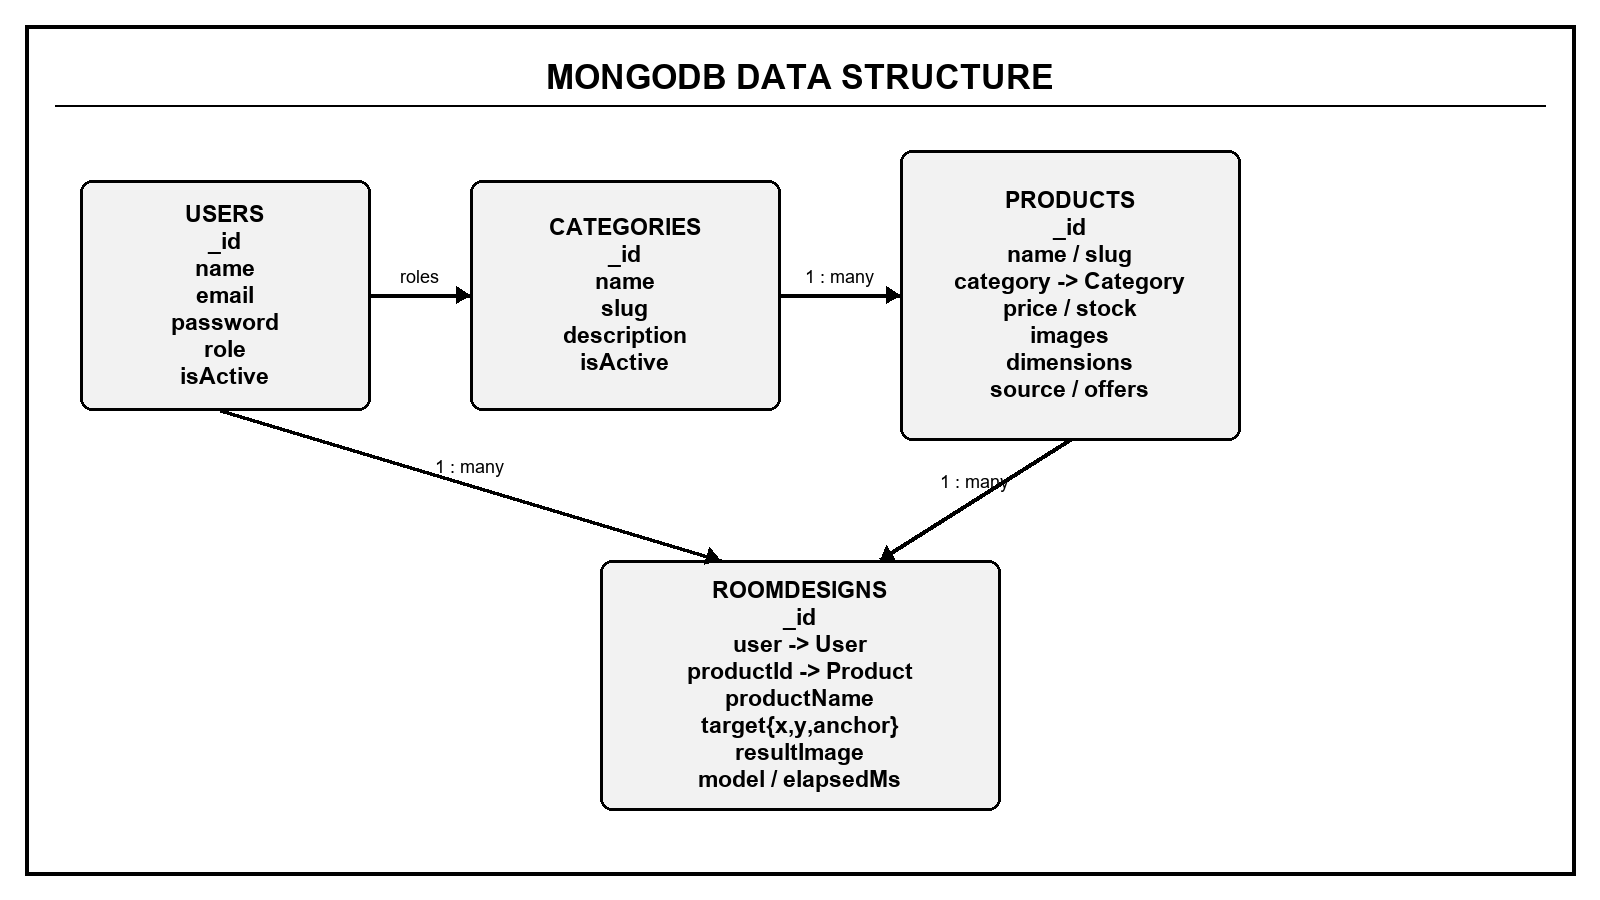 MONGODB DATA STRUCTURE
USERS
_id
name
email
password
role
isActive
roles
CATEGORIES
_id
name
slug
description
isActive
1 : many
PRODUCTS
_id
name / slug
category -> Category
price / stock
images
dimensions
source / offers
1 : many
1 : many
ROOMDESIGNS
_id
user -> User
productId -> Product
productName
target{x,y,anchor}
resultImage
model / elapsedMs